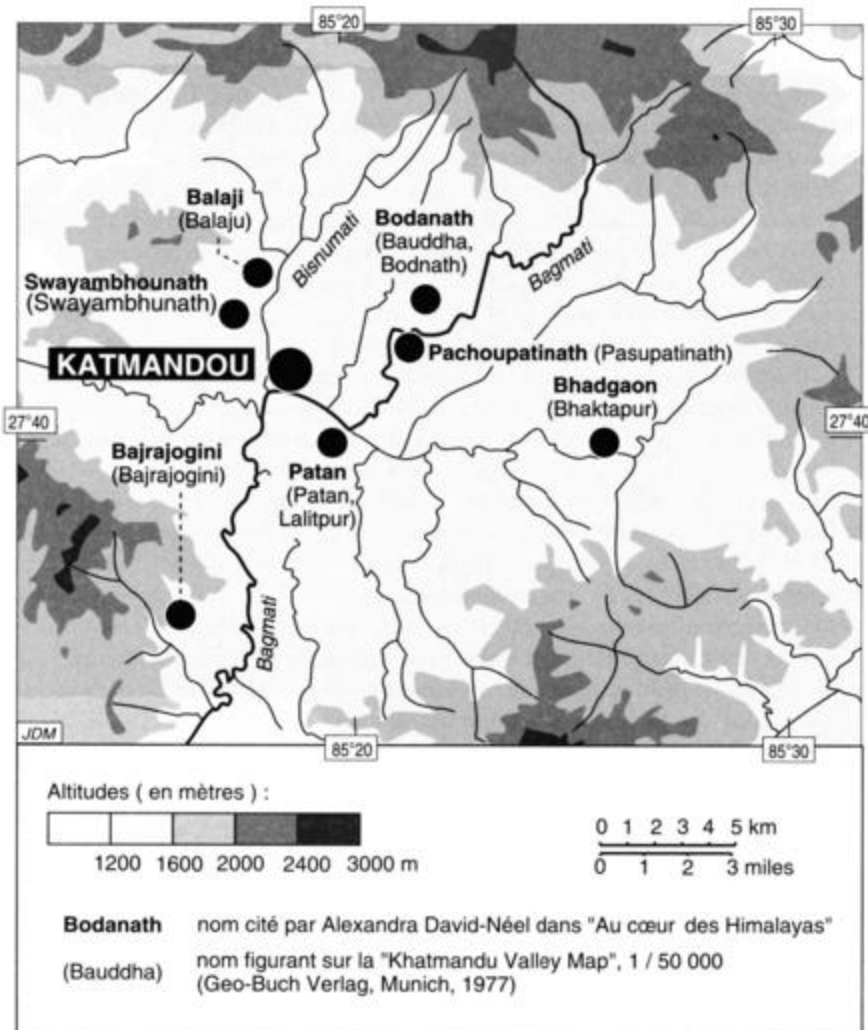 85°20
85°30
Balaji
(Balaju)
Bisnumati
Bodanath
(Bauddha,
Bodnath)
Bagmati
Swayambhounath
(Swayambhunath)
KATMANDOU
Pachoupatinath (Pasupatinath)
Bhadgaon
(Bhaktapur)
27°40
27°40
Bajrajogini
(Bajrajogini)
Patan
(Patan,
Lalitpur)
Bagmati
JDM
85°20
85°30
Altitudes ( en mètres ) :
1200 1600 2000 2400 3000 m
0 1 2 3 4 5 km
0 1 2 3 miles
Bodanath nom cité par Alexandra David-Néel dans "Au cœur des Himalayas"
(Bauddha) nom figurant sur la "Khatmandu Valley Map", 1 / 50 000
(Geo-Buch Verlag, Munich, 1977)